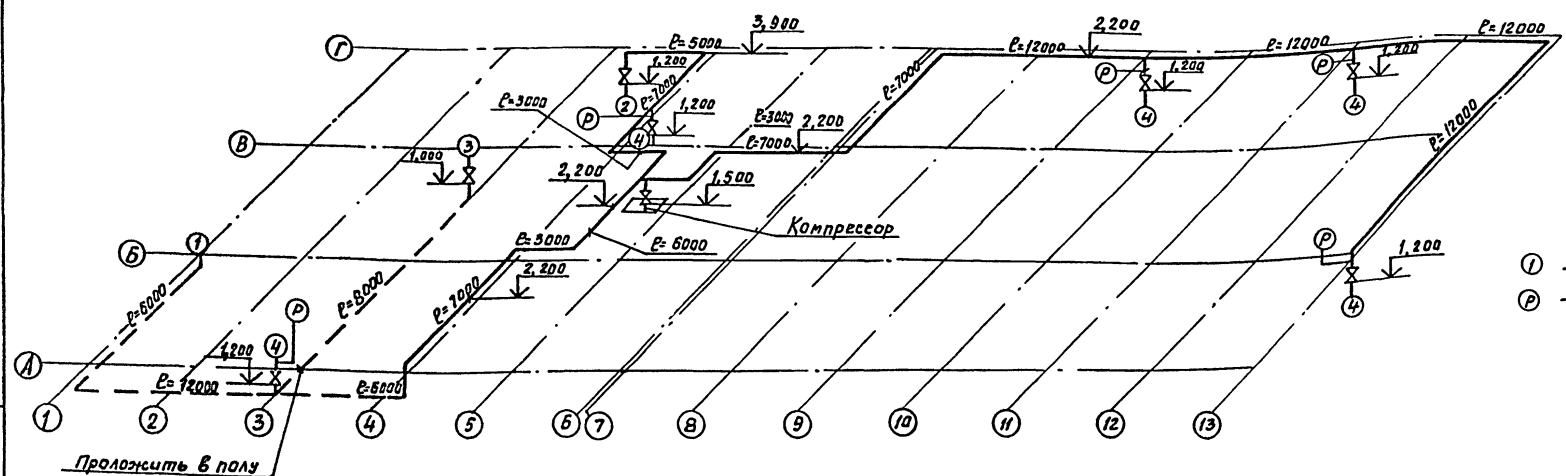 3,900
2,200
ℓ=12000
Г
ℓ=5000
ℓ=12000
ℓ=12000
1,200
Р
1,200
Р
1,200
2
ℓ=7000
ℓ=7000
4
4
ℓ=3000
Р
1,200
ℓ=3000
2,200
В
3
4
ℓ=7000
ℓ=12000
1,000
2,200
1,500
Компрессор
Б
1
ℓ=3000
ℓ=6000
Р
1,200
2,200
4
1 -
Р -
ℓ=6000
ℓ=8000
ℓ=7000
Р
А
1,200
4
ℓ=12000
ℓ=6000
1
2
3
4
5
6
7
8
9
10
11
12
13
Проложить в полу